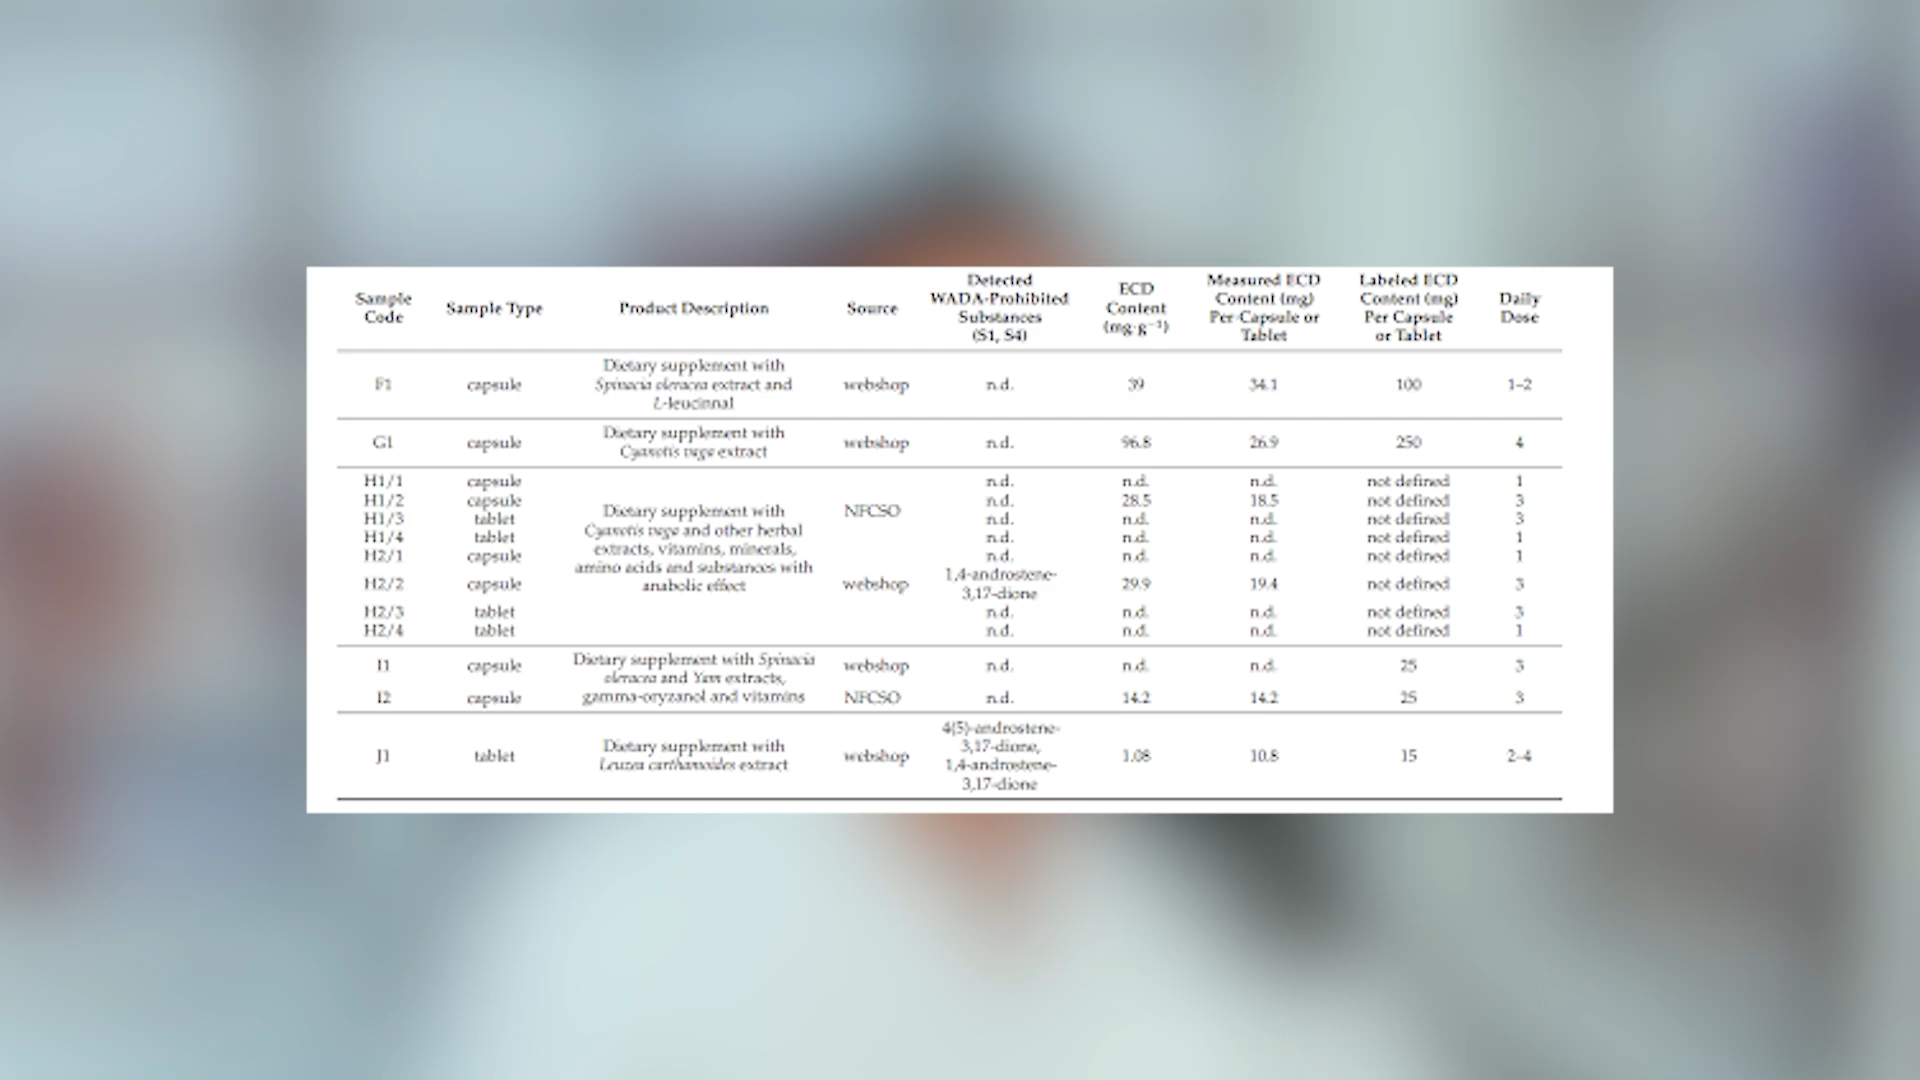 Sample Code Sample Type Product Description Source Detected WADA-Prohibited Substances (S1, S4) ECD Content (mg·g⁻¹) Measured ECD Content (mg) Per Capsule or Tablet Labeled ECD Content (mg) Per Capsule or Tablet Daily Dose
F1 capsule Dietary supplement with Spinacia oleracea extract and L-leucinnal webshop n.d. 39 34.1 100 1–2
G1 capsule Dietary supplement with Cyanotis vaga extract webshop n.d. 96.8 26.9 250 4
Dietary supplement with Cyanotis vaga and other herbal extracts, vitamins, minerals, amino acids and substances with anabolic effect
NFCSO
H1/1 capsule n.d. n.d. n.d. not defined 1
H1/2 capsule n.d. 28.5 18.5 not defined 3
H1/3 tablet n.d. n.d. n.d. not defined 3
H1/4 tablet n.d. n.d. n.d. not defined 1
webshop
H2/1 capsule n.d. n.d. n.d. not defined 1
H2/2 capsule 1,4-androstene-3,17-dione 29.9 19.4 not defined 3
H2/3 tablet n.d. n.d. n.d. not defined 3
H2/4 tablet n.d. n.d. n.d. not defined 1
Dietary supplement with Spinacia oleracea and Yam extracts, gamma-oryzanol and vitamins
I1 capsule webshop n.d. n.d. n.d. 25 3
I2 capsule NFCSO n.d. 14.2 14.2 25 3
J1 tablet Dietary supplement with Leuzea carthamoides extract webshop 4(5)-androstene-3,17-dione, 1,4-androstene-3,17-dione 1.08 10.8 15 2–4